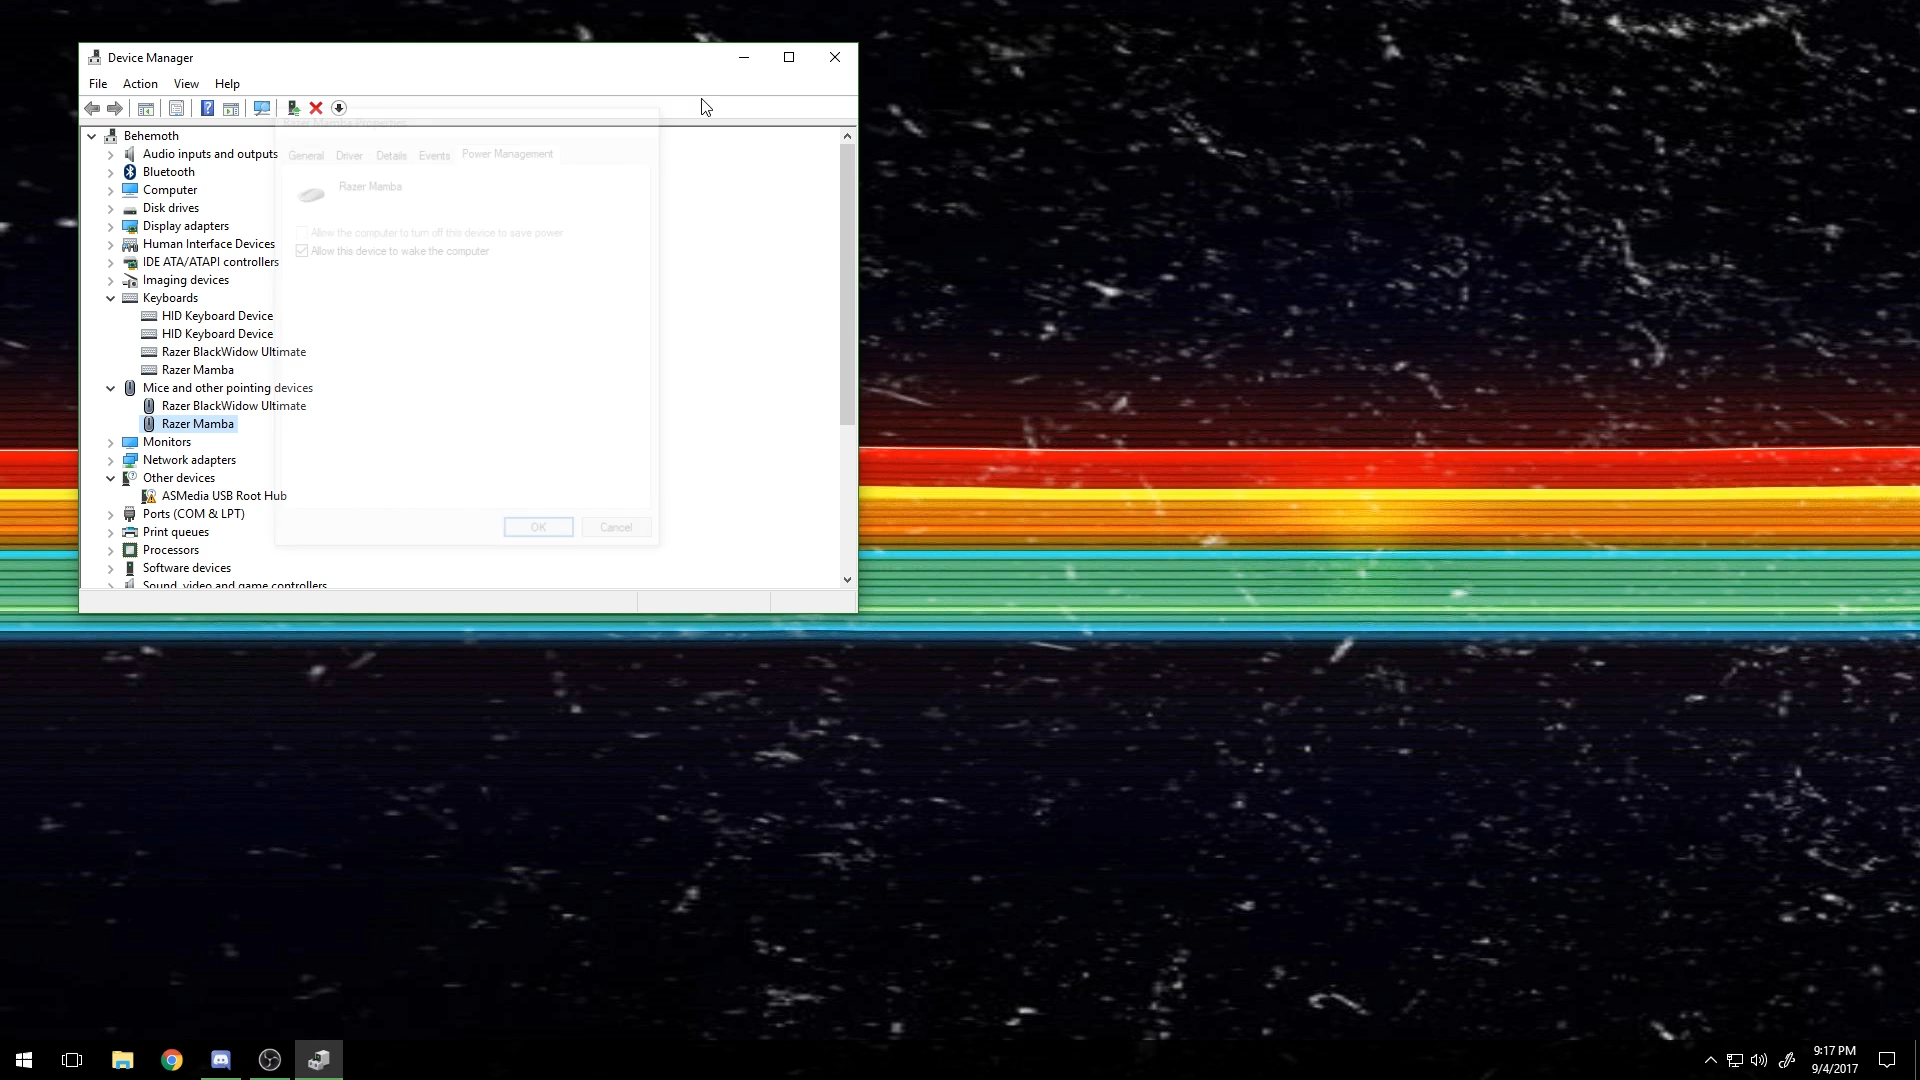 Device Manager
File Action View Help
Behemoth
Razer Mamba Properties
Audio inputs and outputs
General Driver Details Events Power Management
Bluetooth
Razer Mamba
Computer
Disk drives
Display adapters
Allow the computer to turn off this device to save power
Human Interface Devices
Allow this device to wake the computer
IDE ATA/ATAPI controllers
Imaging devices
Keyboards
HID Keyboard Device
HID Keyboard Device
Razer BlackWidow Ultimate
Razer Mamba
Mice and other pointing devices
Razer BlackWidow Ultimate
Razer Mamba
Monitors
Network adapters
Other devices
ASMedia USB Root Hub
Ports (COM & LPT)
OK Cancel
Print queues
Processors
Software devices
Sound, video and game controllers
9:17 PM
9/4/2017